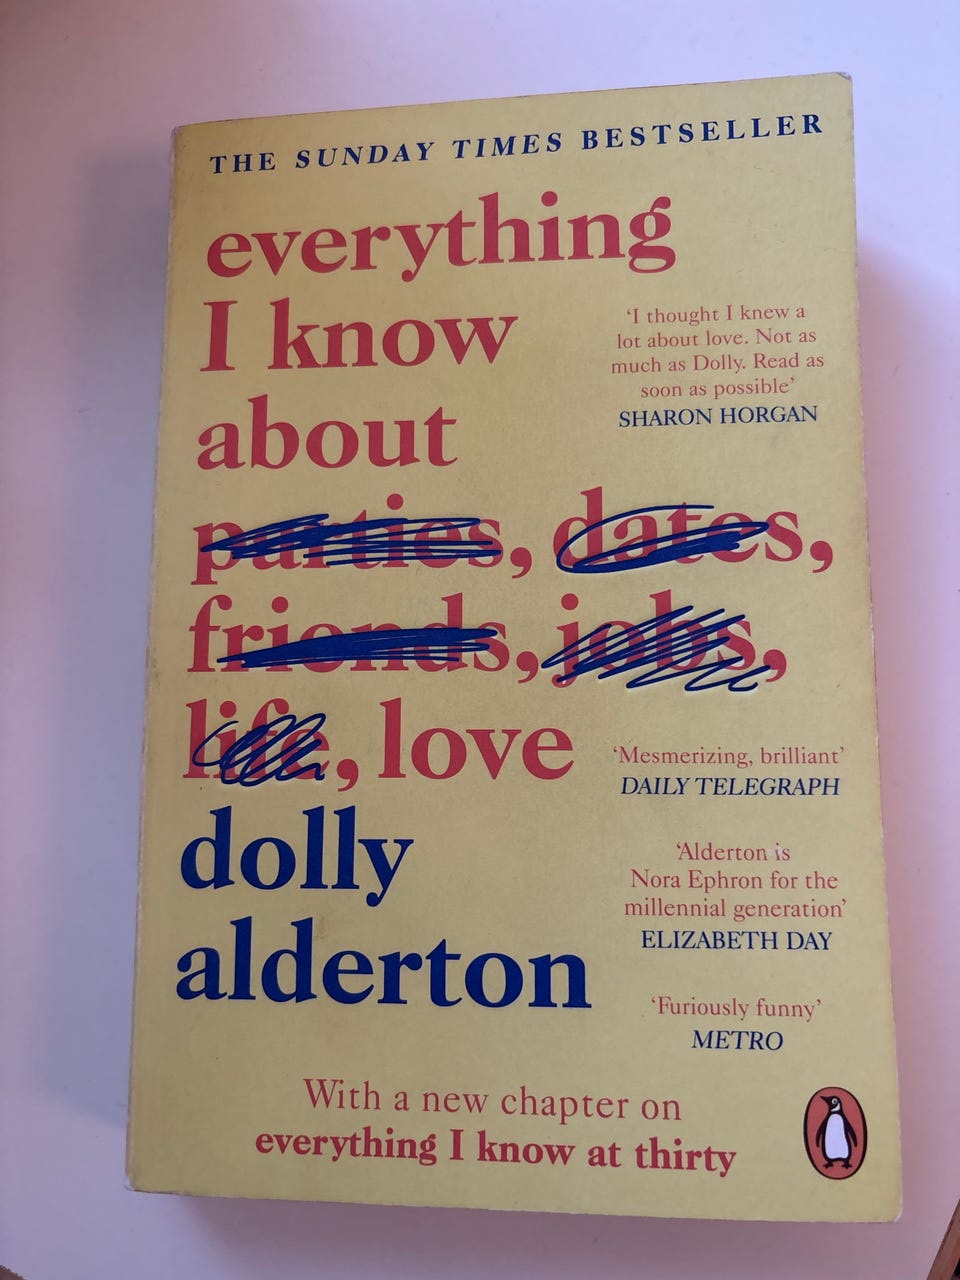 THE SUNDAY TIMES BESTSELLER
everything
I know
about
parties, dates,
friends, jobs,
life, love
dolly
alderton
‘I thought I knew a
lot about love. Not as
much as Dolly. Read as
soon as possible’
SHARON HORGAN
‘Mesmerizing, brilliant’
DAILY TELEGRAPH
‘Alderton is
Nora Ephron for the
millennial generation’
ELIZABETH DAY
‘Furiously funny’
METRO
With a new chapter on
everything I know at thirty